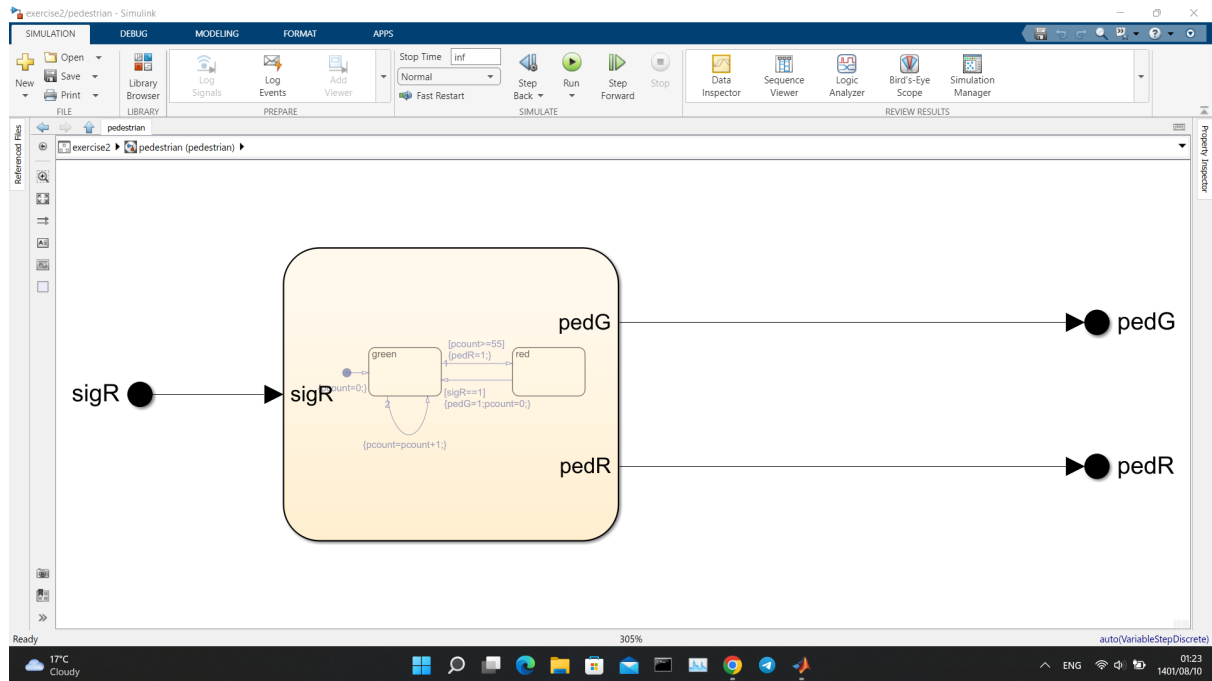 exercise2/pedestrian - Simulink
SIMULATION DEBUG MODELING FORMAT APPS
New
Open
Save
Print
FILE
Library Browser
LIBRARY
Log Signals
Log Events
Add Viewer
PREPARE
Stop Time inf
Normal
Fast Restart
Step Back
Run
Step Forward
Stop
SIMULATE
Data Inspector
Sequence Viewer
Logic Analyzer
Bird's-Eye Scope
Simulation Manager
REVIEW RESULTS
Referenced Files
pedestrian
Property Inspector
exercise2 pedestrian (pedestrian)
pedG
pedG
[pcount>=55]
{pedR=1;}
green
1
red
sigR
sigR
[sigR==1]
{pedG=1;pcount=0;}
2
{pcount=pcount+1;}
pedR
pedR
Ready
305%
auto(VariableStepDiscrete)
17°C
Cloudy
ENG
01:23
1401/08/10